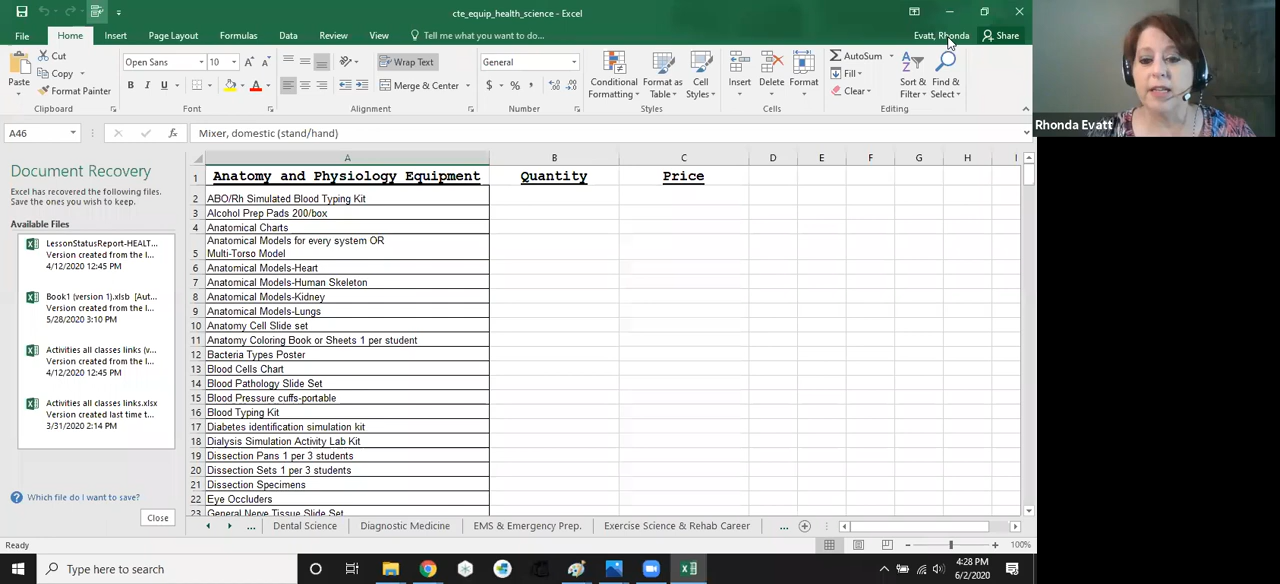 cte_equip_health_science - Excel
File Home Insert Page Layout Formulas Data Review View Tell me what you want to do... Evatt, Rhonda Share
Paste
Cut
Copy
Format Painter
Clipboard
Open Sans 10
B I U
Font
Wrap Text
Merge & Center
Alignment
General
$ % ,
Number
Conditional Formatting
Format as Table
Cell Styles
Styles
Insert Delete Format
Cells
AutoSum
Fill
Clear
Sort & Filter
Find & Select
Editing
Rhonda Evatt
A46 fx Mixer, domestic (stand/hand)
Document Recovery
Excel has recovered the following files.
Save the ones you wish to keep.
Available Files
LessonStatusReport-HEALT...
Version created from the l...
4/12/2020 12:45 PM
Book1 (version 1).xlsb [Aut...
Version created from the l...
5/28/2020 3:10 PM
Activities all classes links (v...
Version created from the l...
4/12/2020 12:45 PM
Activities all classes links.xlsx
Version created last time t...
3/31/2020 2:14 PM
Which file do I want to save?
Close
A B C D E F G H I
1 Anatomy and Physiology Equipment Quantity Price
2 ABO/Rh Simulated Blood Typing Kit
3 Alcohol Prep Pads 200/box
4 Anatomical Charts
Anatomical Models for every system OR
5 Multi-Torso Model
6 Anatomical Models-Heart
7 Anatomical Models-Human Skeleton
8 Anatomical Models-Kidney
9 Anatomical Models-Lungs
10 Anatomy Cell Slide set
11 Anatomy Coloring Book or Sheets 1 per student
12 Bacteria Types Poster
13 Blood Cells Chart
14 Blood Pathology Slide Set
15 Blood Pressure cuffs-portable
16 Blood Typing Kit
17 Diabetes identification simulation kit
18 Dialysis Simulation Activity Lab Kit
19 Dissection Pans 1 per 3 students
20 Dissection Sets 1 per 3 students
21 Dissection Specimens
22 Eye Occluders
General Nerve Tissue Slide Set
... Dental Science Diagnostic Medicine EMS & Emergency Prep. Exercise Science & Rehab Career ...
Ready 100%
Type here to search
4:28 PM
6/2/2020